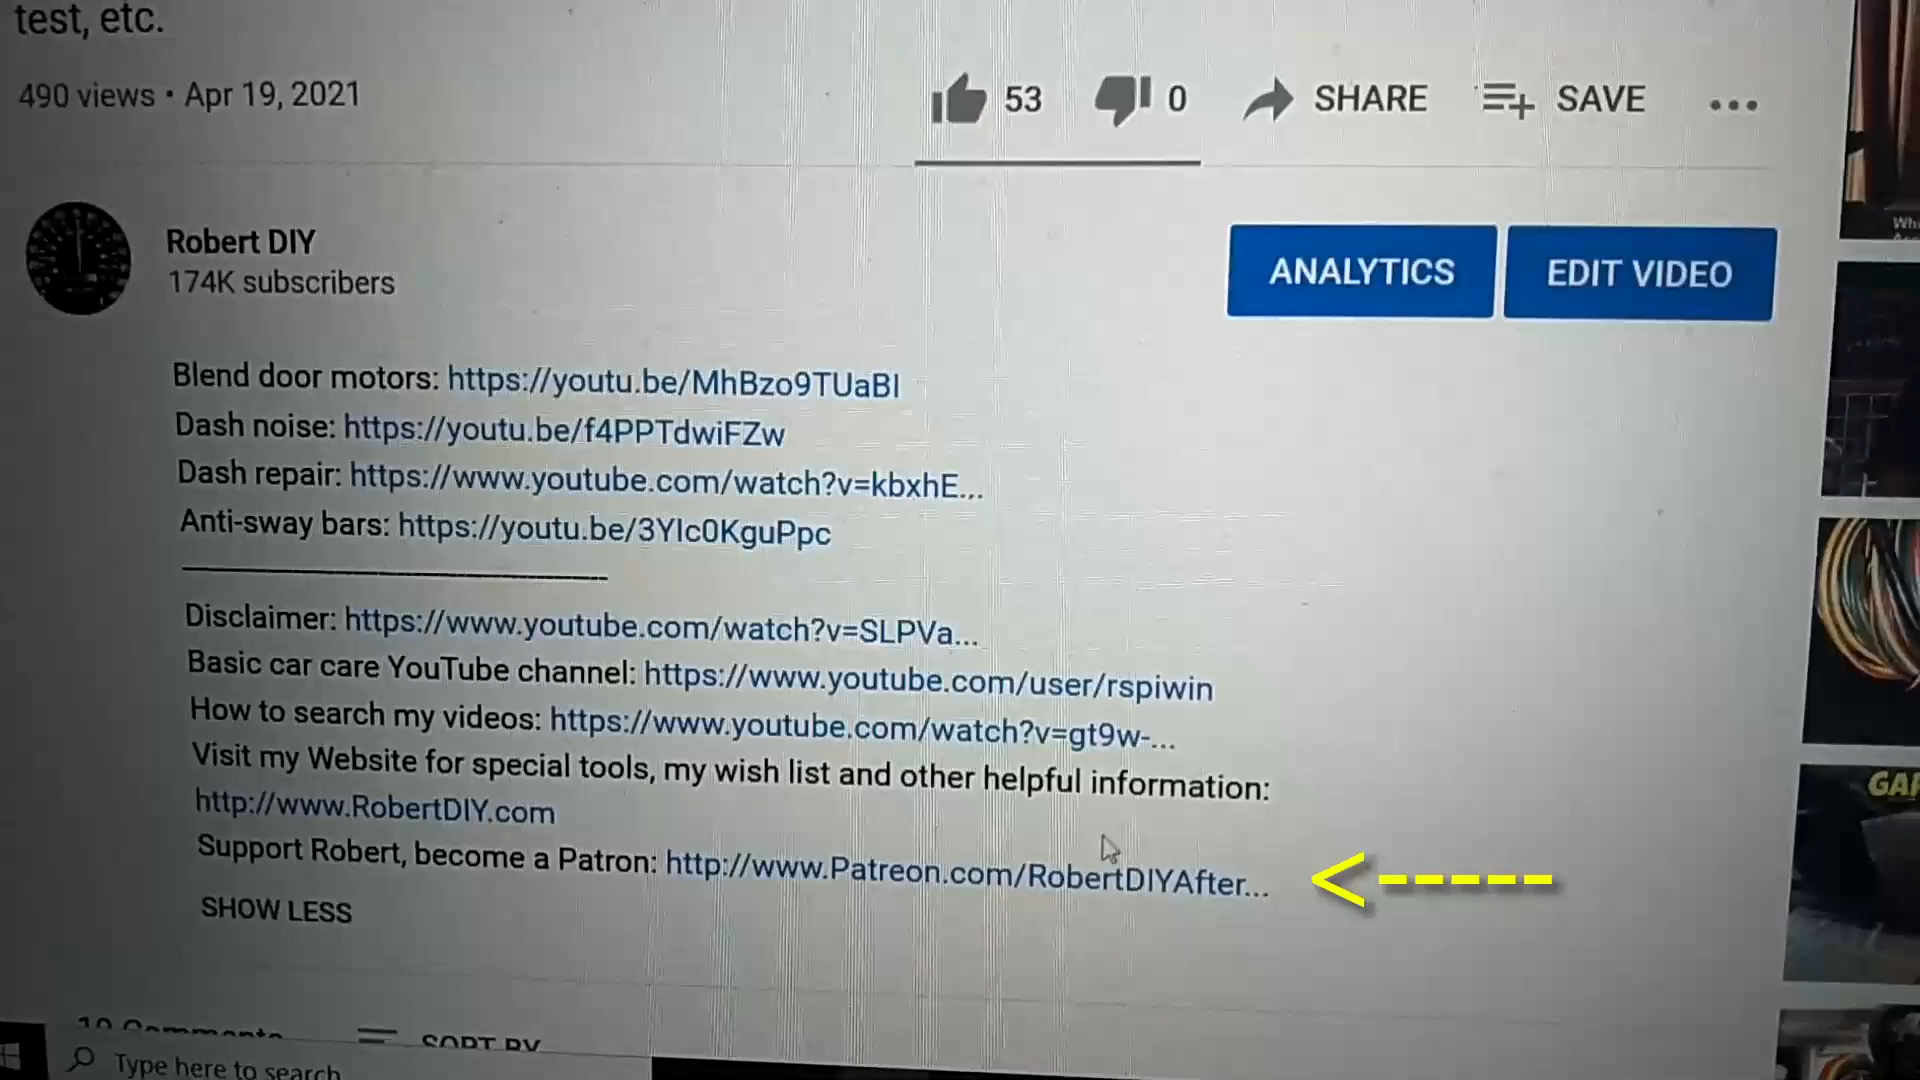 test, etc.
490 views • Apr 19, 2021
53
0
SHARE
SAVE
Robert DIY
174K subscribers
ANALYTICS
EDIT VIDEO
Blend door motors: https://youtu.be/MhBzo9TUaBI
Dash noise: https://youtu.be/f4PPTdwiFZw
Dash repair: https://www.youtube.com/watch?v=kbxhE...
Anti-sway bars: https://youtu.be/3YIc0KguPpc
Disclaimer: https://www.youtube.com/watch?v=SLPVa...
Basic car care YouTube channel: https://www.youtube.com/user/rspiwin
How to search my videos: https://www.youtube.com/watch?v=gt9w-...
Visit my Website for special tools, my wish list and other helpful information:
http://www.RobertDIY.com
Support Robert, become a Patron: http://www.Patreon.com/RobertDIYAfter...
SHOW LESS
Comments
SORT BY
Type here to search